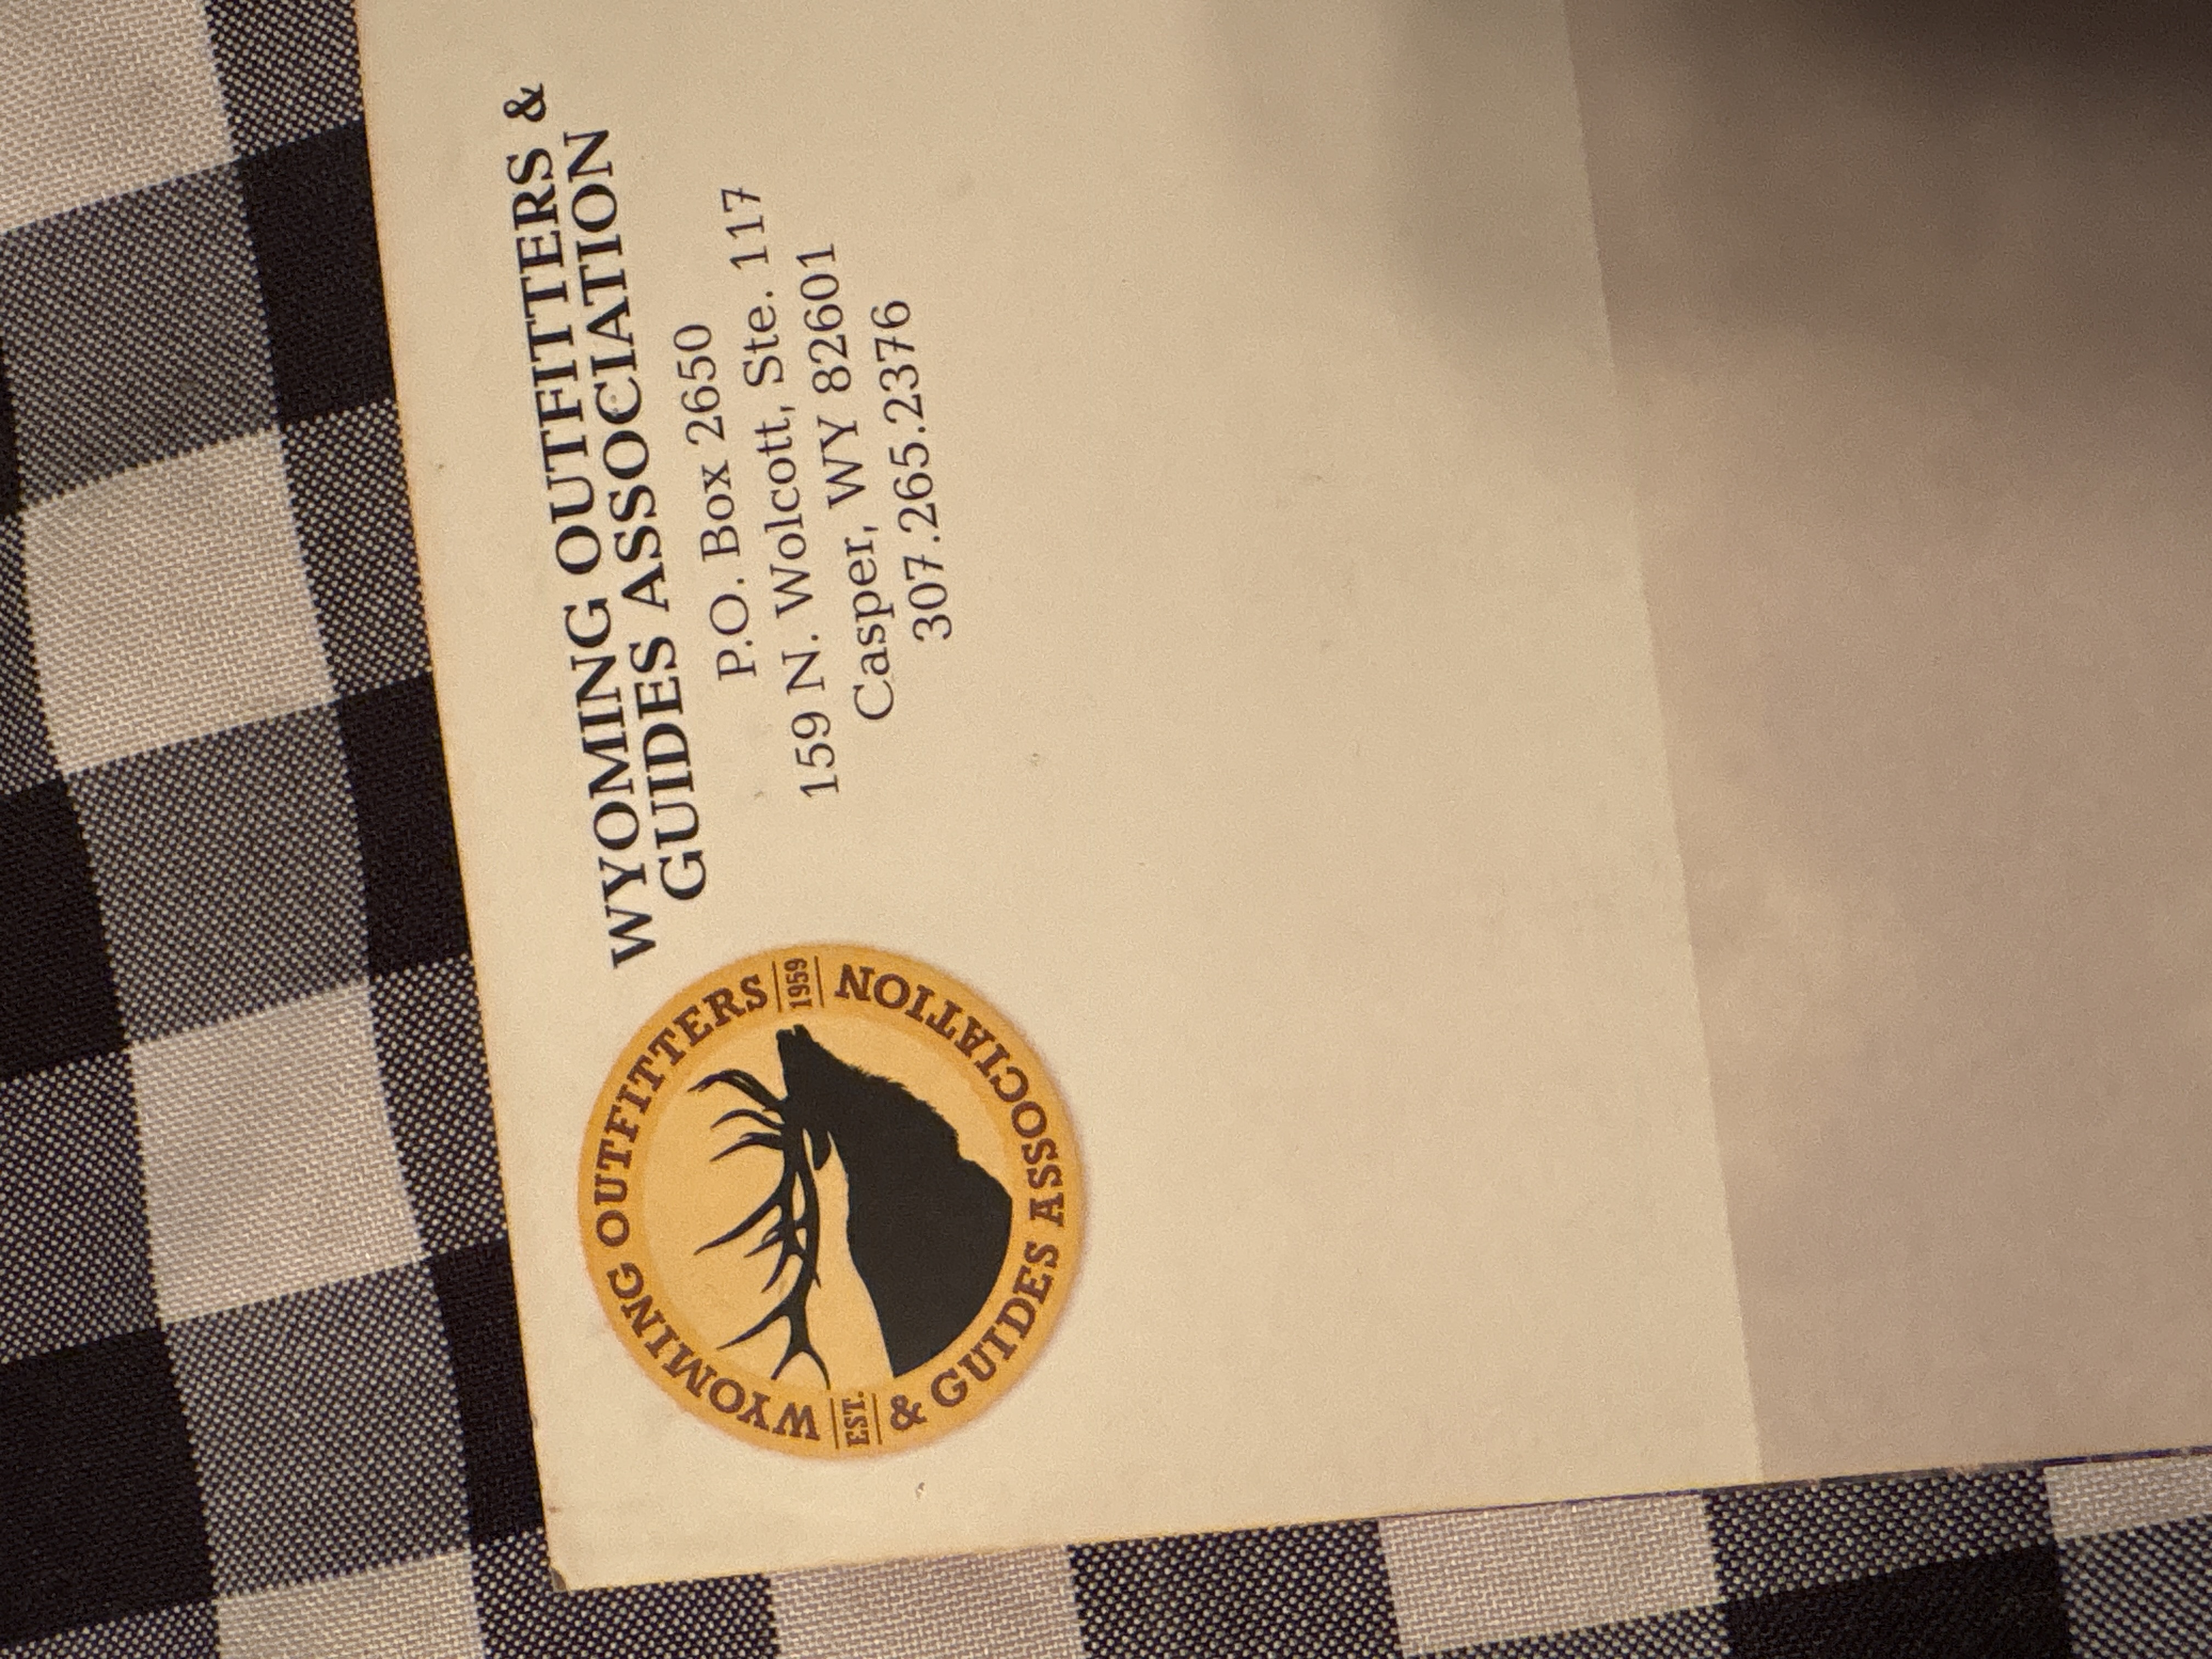 WYOMING OUTFITTERS &
GUIDES ASSOCIATION
P.O. Box 2650
159 N. Wolcott, Ste. 117
Casper, WY 82601
307.265.2376
WYOMING OUTFITTERS
EST. 1959
& GUIDES ASSOCIATION